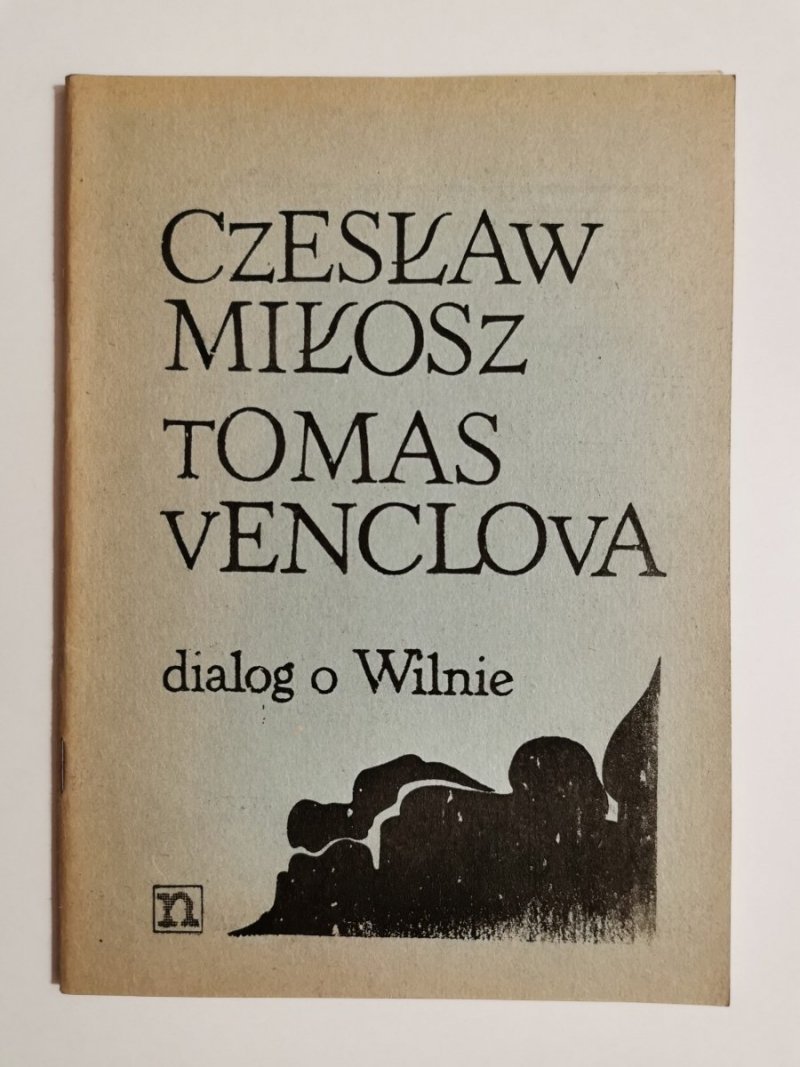 CZESŁAW
MIŁOSZ
TOMAS
VENCLOVA
dialog o Wilnie
n